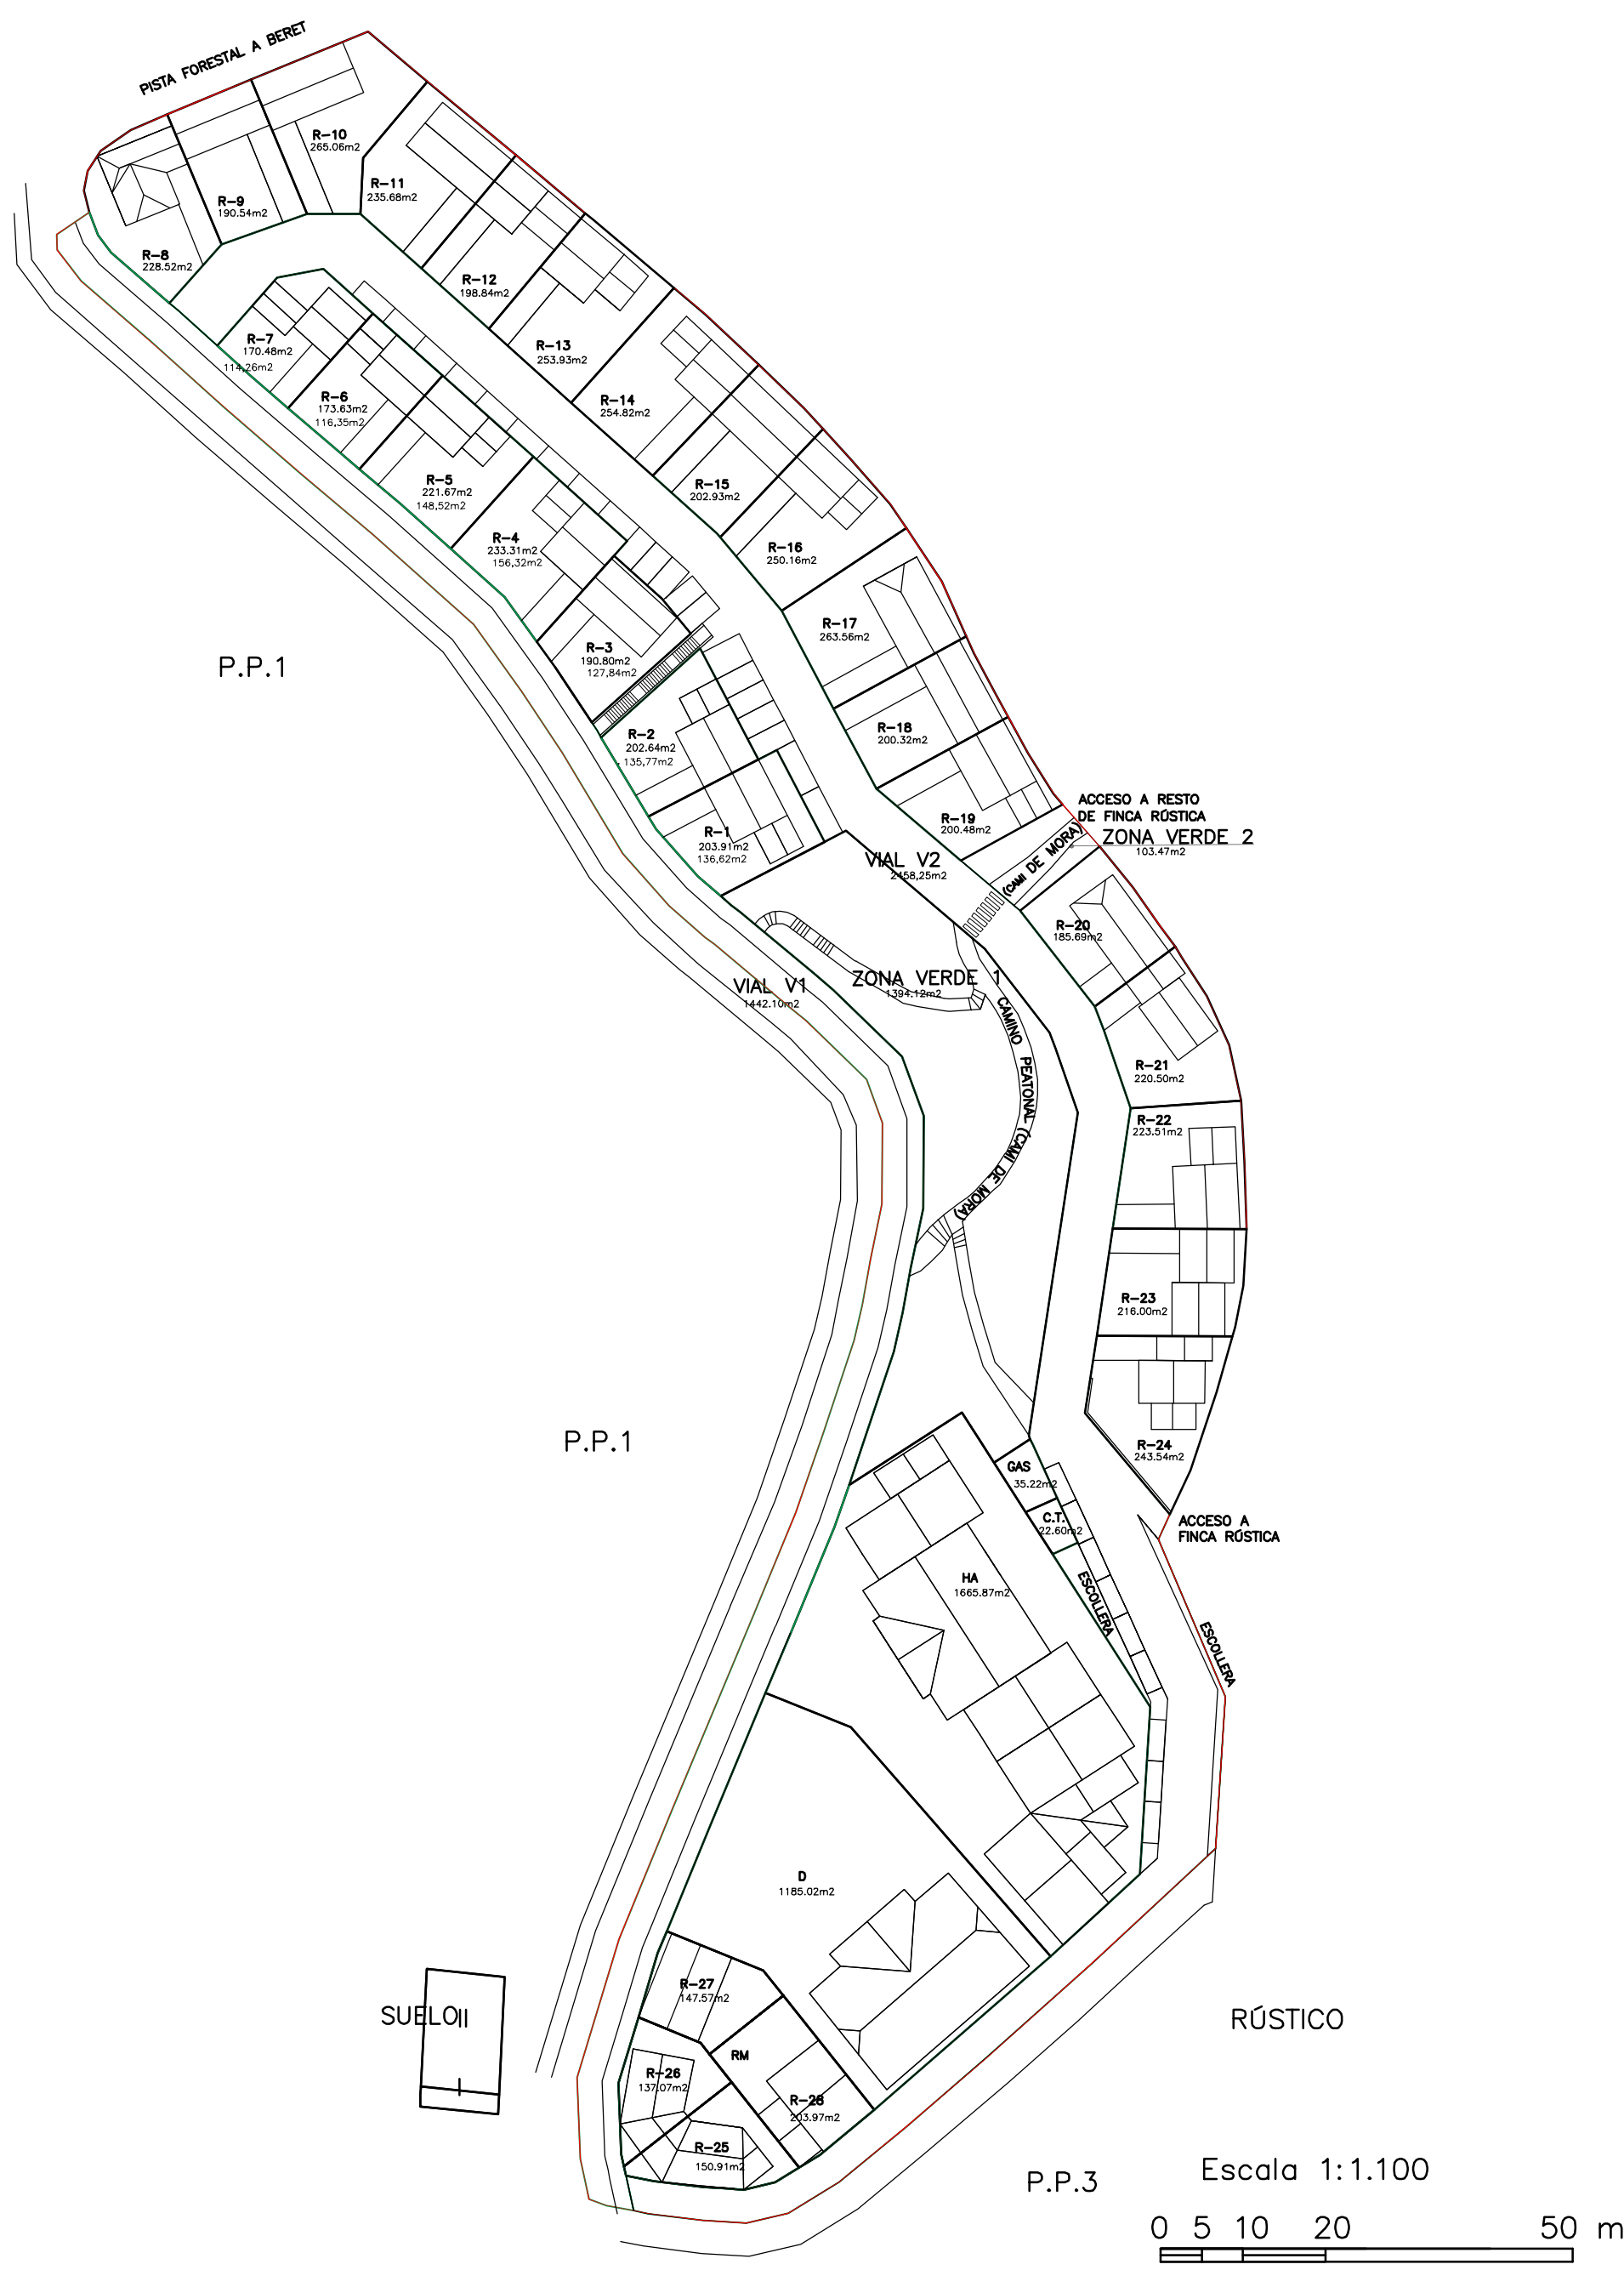 PISTA FORESTAL A BERET
R-10
265.06m2
R-11
235.68m2
R-9
190.54m2
R-8
228.52m2
R-12
198.84m2
R-13
253.93m2
R-7
170.48m2
114,26m2
R-6
173.63m2
116,35m2
R-14
254.82m2
R-5
221.67m2
148,52m2
R-15
202.93m2
R-4
233.31m2
156,32m2
R-16
250.16m2
R-17
263.56m2
R-3
190.80m2
127,84m2
P.P.1
R-18
200.32m2
R-2
202.64m2
135,77m2
R-1
203.91m2
136,62m2
R-19
200.48m2
ACCESO A RESTO
DE FINCA RÚSTICA
ZONA VERDE 2
103.47m2
(CAMI DE MORA)
VIAL V2
2458,25m2
R-20
185.69m2
VIAL V1
1442.10m2
ZONA VERDE 1
1394.12m2
CAMINO PEATONAL (CAMI DE MORA)
R-21
220.50m2
R-22
223.51m2
R-23
216.00m2
R-24
243.54m2
P.P.1
GAS
35.22m2
C.T.
22.60m2
ACCESO A
FINCA RÚSTICA
HA
1665.87m2
ESCOLLERA
ESCOLLERA
D
1185.02m2
R-27
147.57m2
SUELOII
RÚSTICO
RM
R-26
137.07m2
R-28
203.97m2
R-25
150.91m2
P.P.3
Escala 1:1.100
0 5 10 20 50 m